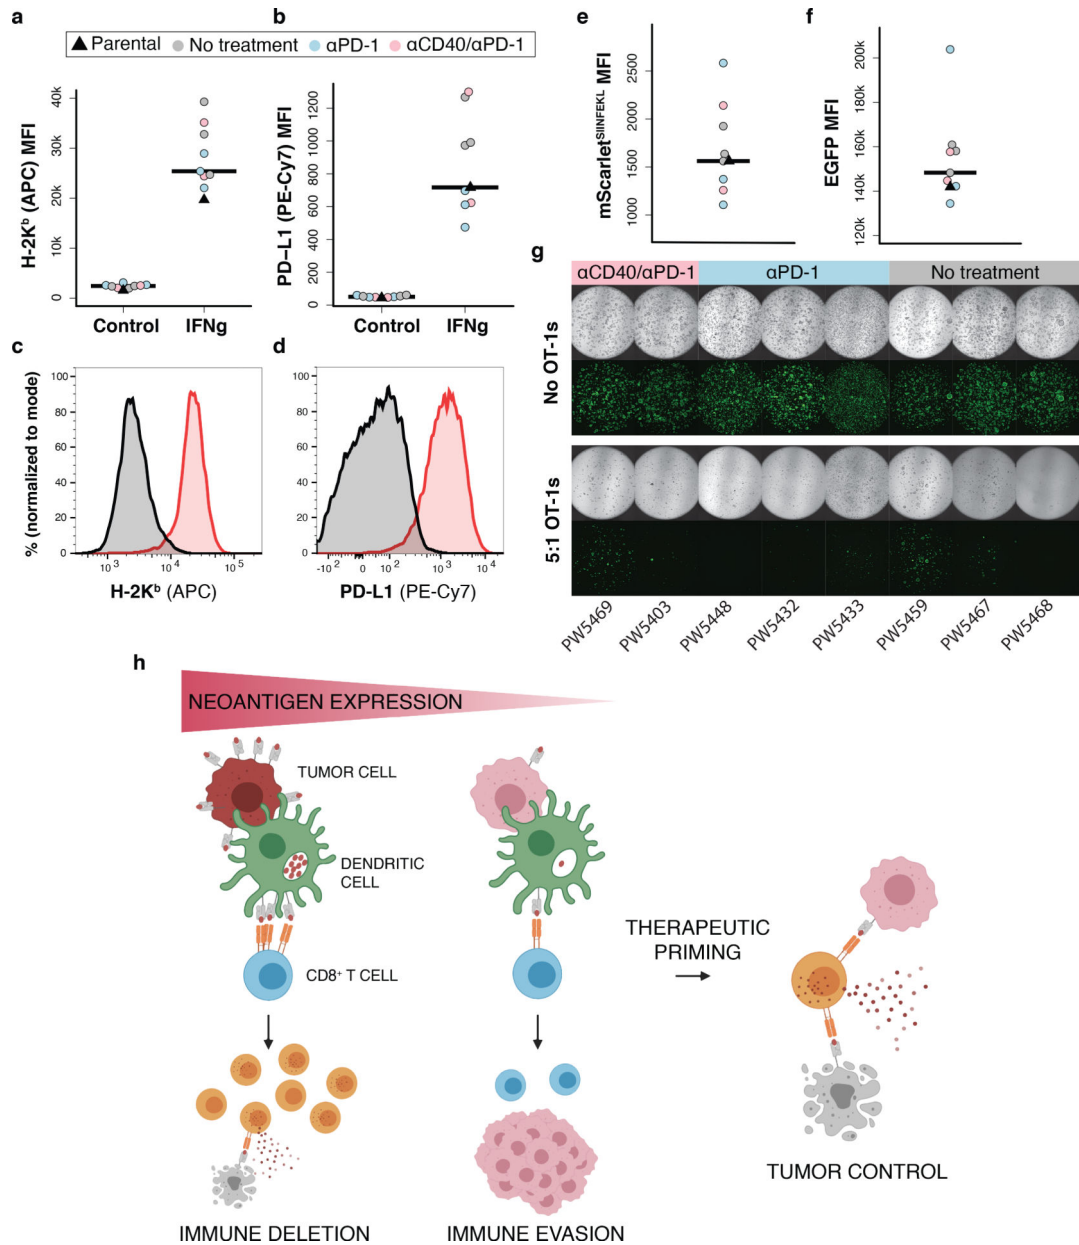 a
b
Parental
No treatment
αPD-1
αCD40/αPD-1
H-2Kᵇ (APC) MFI
40k
30k
20k
10k
0
Control
IFNg
PD–L1 (PE-Cy7) MFI
1200
1000
800
600
400
200
0
Control
IFNg
e
mScarlet^SIINFEKL MFI
2500
2000
1500
1000
f
EGFP MFI
200k
180k
160k
140k
120k
c
% (normalized to mode)
100
80
60
40
20
0
10³
10⁴
10⁵
H-2Kᵇ (APC)
d
100
80
60
40
20
0
-10²
0
10²
10³
10⁴
PD-L1 (PE-Cy7)
g
αCD40/αPD-1
αPD-1
No treatment
No OT-1s
5:1 OT-1s
PW5469
PW5403
PW5448
PW5432
PW5433
PW5459
PW5467
PW5468
h
NEOANTIGEN EXPRESSION
TUMOR CELL
DENDRITIC
CELL
CD8⁺ T CELL
THERAPEUTIC
PRIMING
IMMUNE DELETION
IMMUNE EVASION
TUMOR CONTROL